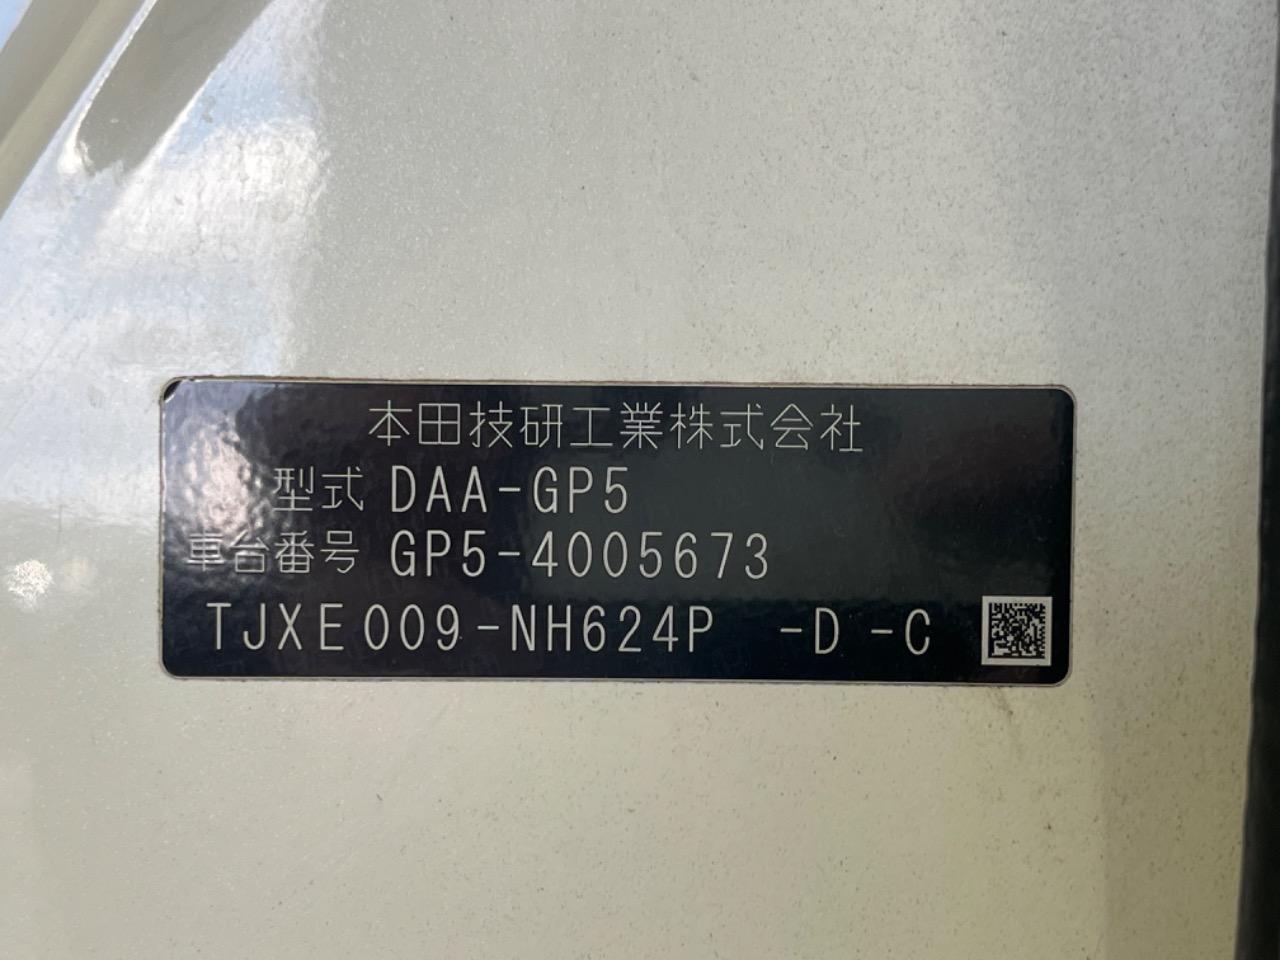 本田技研工業株式会社
型式 DAA-GP5
車台番号 GP5-4005673
TJXE009-NH624P -D -C